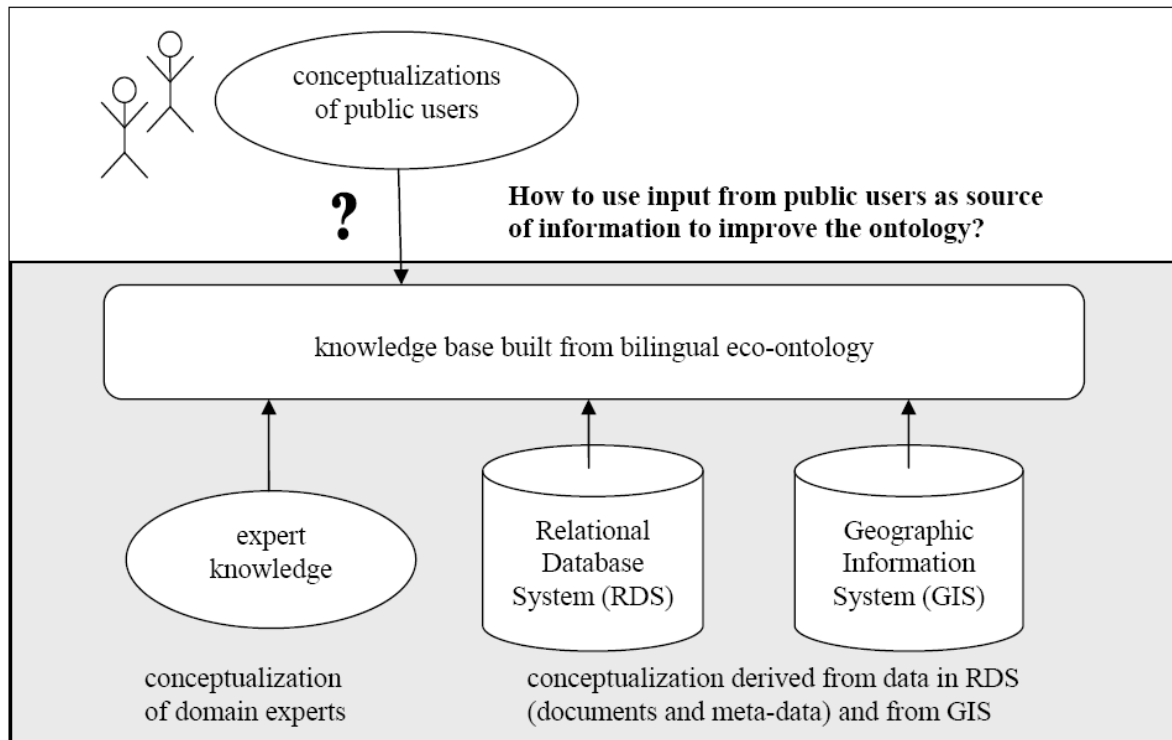 conceptualizations
of public users
?
How to use input from public users as source
of information to improve the ontology?
knowledge base built from bilingual eco-ontology
expert
knowledge
Relational
Database
System (RDS)
Geographic
Information
System (GIS)
conceptualization
of domain experts
conceptualization derived from data in RDS
(documents and meta-data) and from GIS